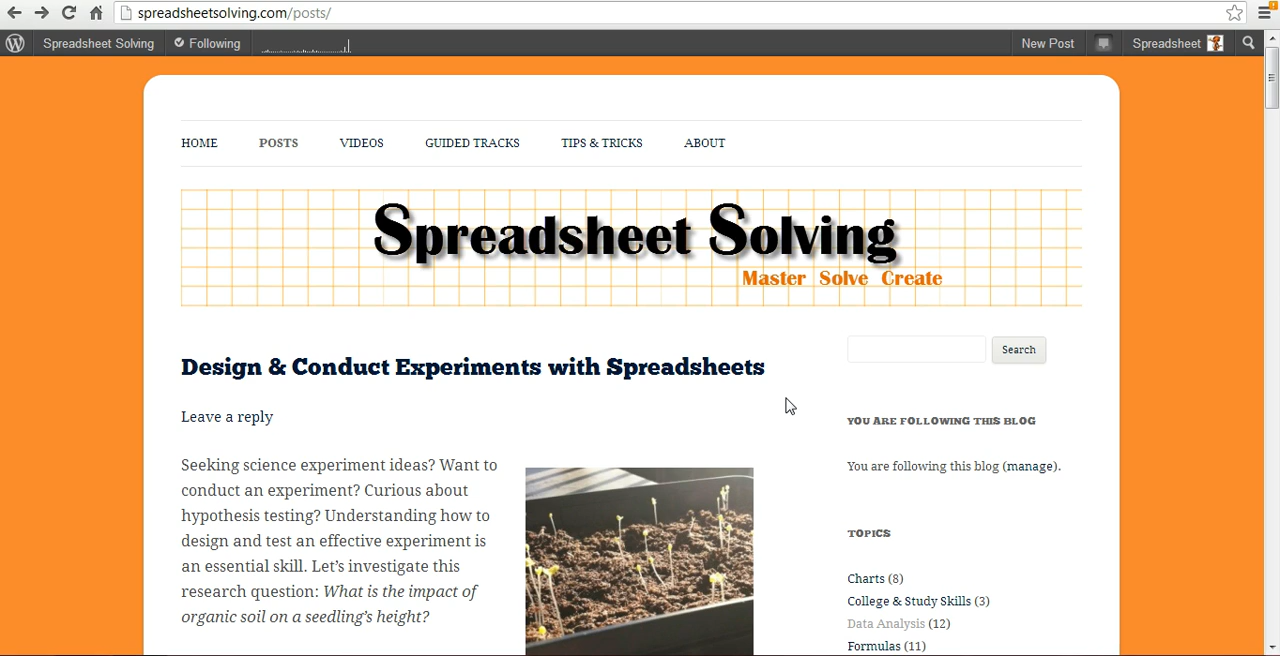 spreadsheetsolving.com/posts/
Spreadsheet Solving Following New Post Spreadsheet
HOME POSTS VIDEOS GUIDED TRACKS TIPS & TRICKS ABOUT
Spreadsheet Solving
Master Solve Create
Search
Design & Conduct Experiments with Spreadsheets
Leave a reply
Seeking science experiment ideas? Want to
conduct an experiment? Curious about
hypothesis testing? Understanding how to
design and test an effective experiment is
an essential skill. Let’s investigate this
research question: What is the impact of
organic soil on a seedling’s height?
YOU ARE FOLLOWING THIS BLOG
You are following this blog (manage).
TOPICS
Charts (8)
College & Study Skills (3)
Data Analysis (12)
Formulas (11)